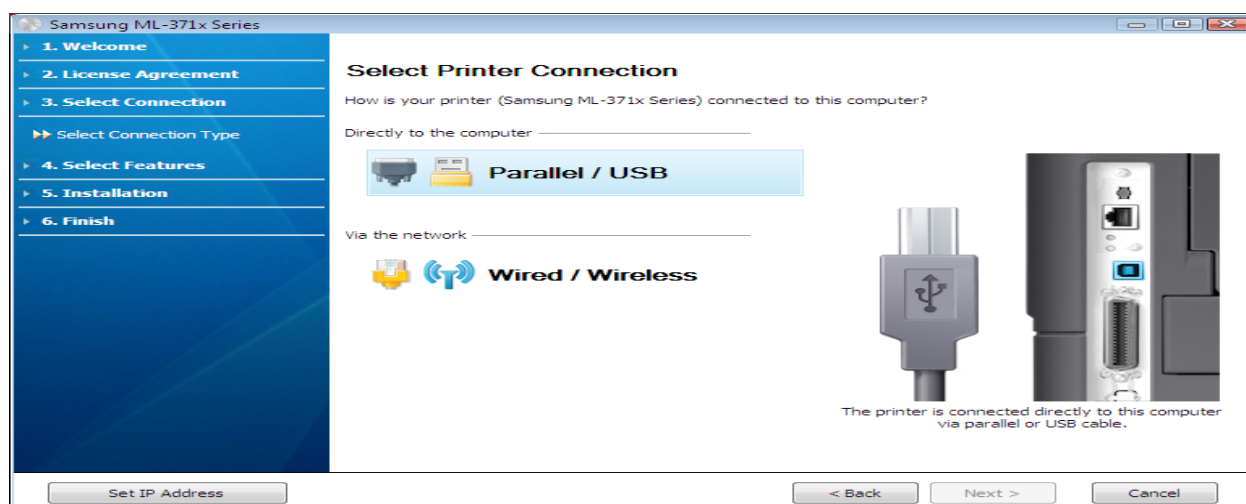 Samsung ML-371x Series
1. Welcome
2. License Agreement
3. Select Connection
Select Connection Type
4. Select Features
5. Installation
6. Finish
Select Printer Connection
How is your printer (Samsung ML-371x Series) connected to this computer?
Directly to the computer
Parallel / USB
Via the network
Wired / Wireless
The printer is connected directly to this computer
via parallel or USB cable.
Set IP Address
< Back
Next >
Cancel